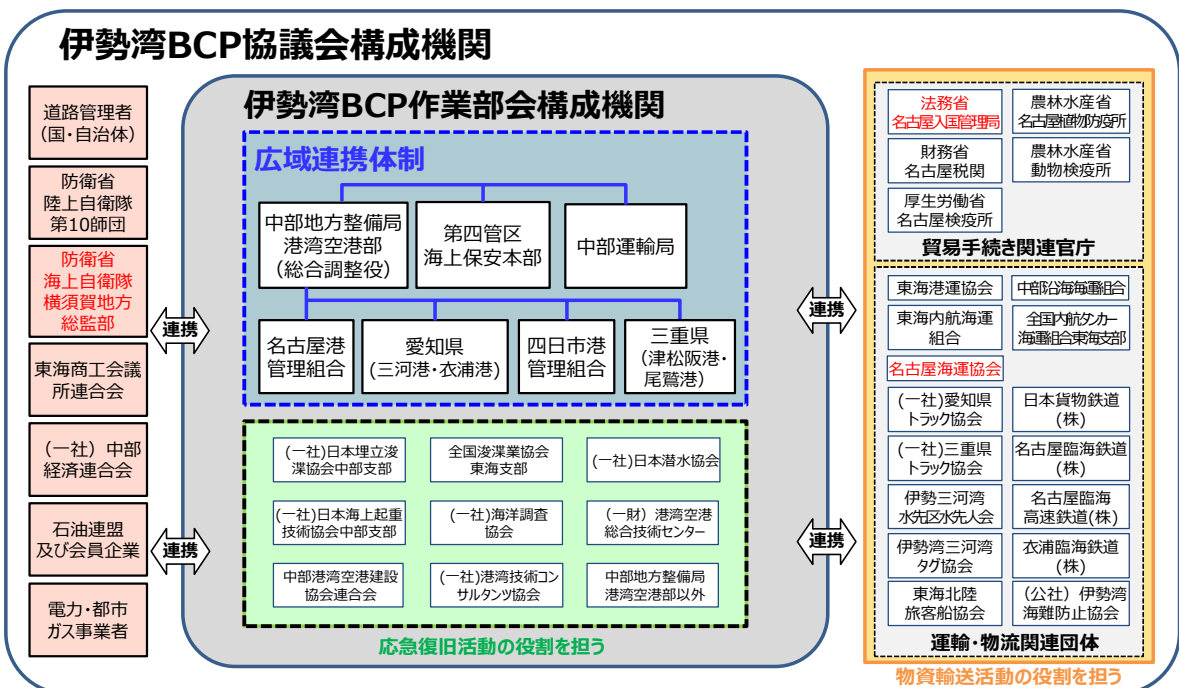 伊勢湾BCP協議会構成機関
道路管理者
(国・自治体)
防衛省
陸上自衛隊
第10師団
防衛省
海上自衛隊
横須賀地方
総監部
東海商工会議
所連合会
(一社) 中部
経済連合会
石油連盟
及び会員企業
電力・都市
ガス事業者
連携
連携
伊勢湾BCP作業部会構成機関
広域連携体制
中部地方整備局
港湾空港部
(総合調整役)
第四管区
海上保安本部
中部運輸局
名古屋港
管理組合
愛知県
(三河港・衣浦港)
四日市港
管理組合
三重県
(津松阪港・
尾鷲港)
(一社)日本埋立浚
渫協会中部支部
全国浚渫業協会
東海支部
(一社)日本潜水協会
(一社)日本海上起重
技術協会中部支部
(一社)海洋調査
協会
(一財) 港湾空港
総合技術センター
中部港湾空港建設
協会連合会
(一社)港湾技術コン
サルタンツ協会
中部地方整備局
港湾空港部以外
応急復旧活動の役割を担う
連携
連携
法務省
名古屋入国管理局
農林水産省
名古屋植物防疫所
財務省
名古屋税関
農林水産省
動物検疫所
厚生労働省
名古屋検疫所
貿易手続き関連官庁
東海港運協会
中部沿海海運組合
東海内航海運
組合
全国内航タンカー
海運組合東海支部
名古屋海運協会
(一社)愛知県
トラック協会
日本貨物鉄道
(株)
(一社)三重県
トラック協会
名古屋臨海鉄道
(株)
伊勢三河湾
水先区水先人会
名古屋臨海
高速鉄道(株)
伊勢湾三河湾
タグ協会
衣浦臨海鉄道
(株)
東海北陸
旅客船協会
(公社) 伊勢湾
海難防止協会
運輸・物流関連団体
物資輸送活動の役割を担う